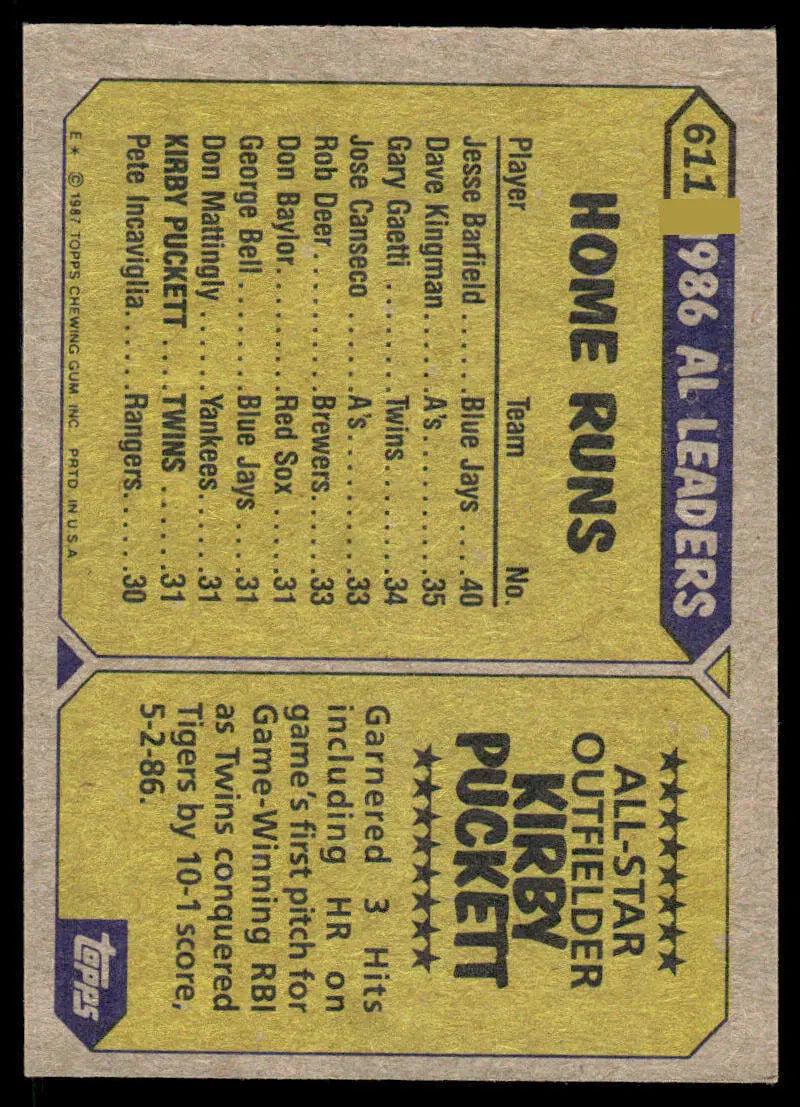 611
986 AL LEADERS
HOME RUNS
Player Team No.
Jesse Barfield......Blue Jays ....40
Dave Kingman......A's.........35
Gary Gaetti .......Twins.......34
Jose Canseco ......A's.........33
Rob Deer..........Brewers.....33
Don Baylor.........Red Sox .....31
George Bell.........Blue Jays ....31
Don Mattingly ......Yankees.....31
KIRBY PUCKETT ....TWINS .....31
Pete Incaviglia......Rangers.....30
E* © 1987 TOPPS CHEWING GUM INC. PRTD. IN U.S.A.
ALL-STAR
OUTFIELDER
KIRBY
PUCKETT
Garnered 3 Hits
including HR on
game's first pitch for
Game-Winning RBI
as Twins conquered
Tigers by 10-1 score,
5-2-86.
topps